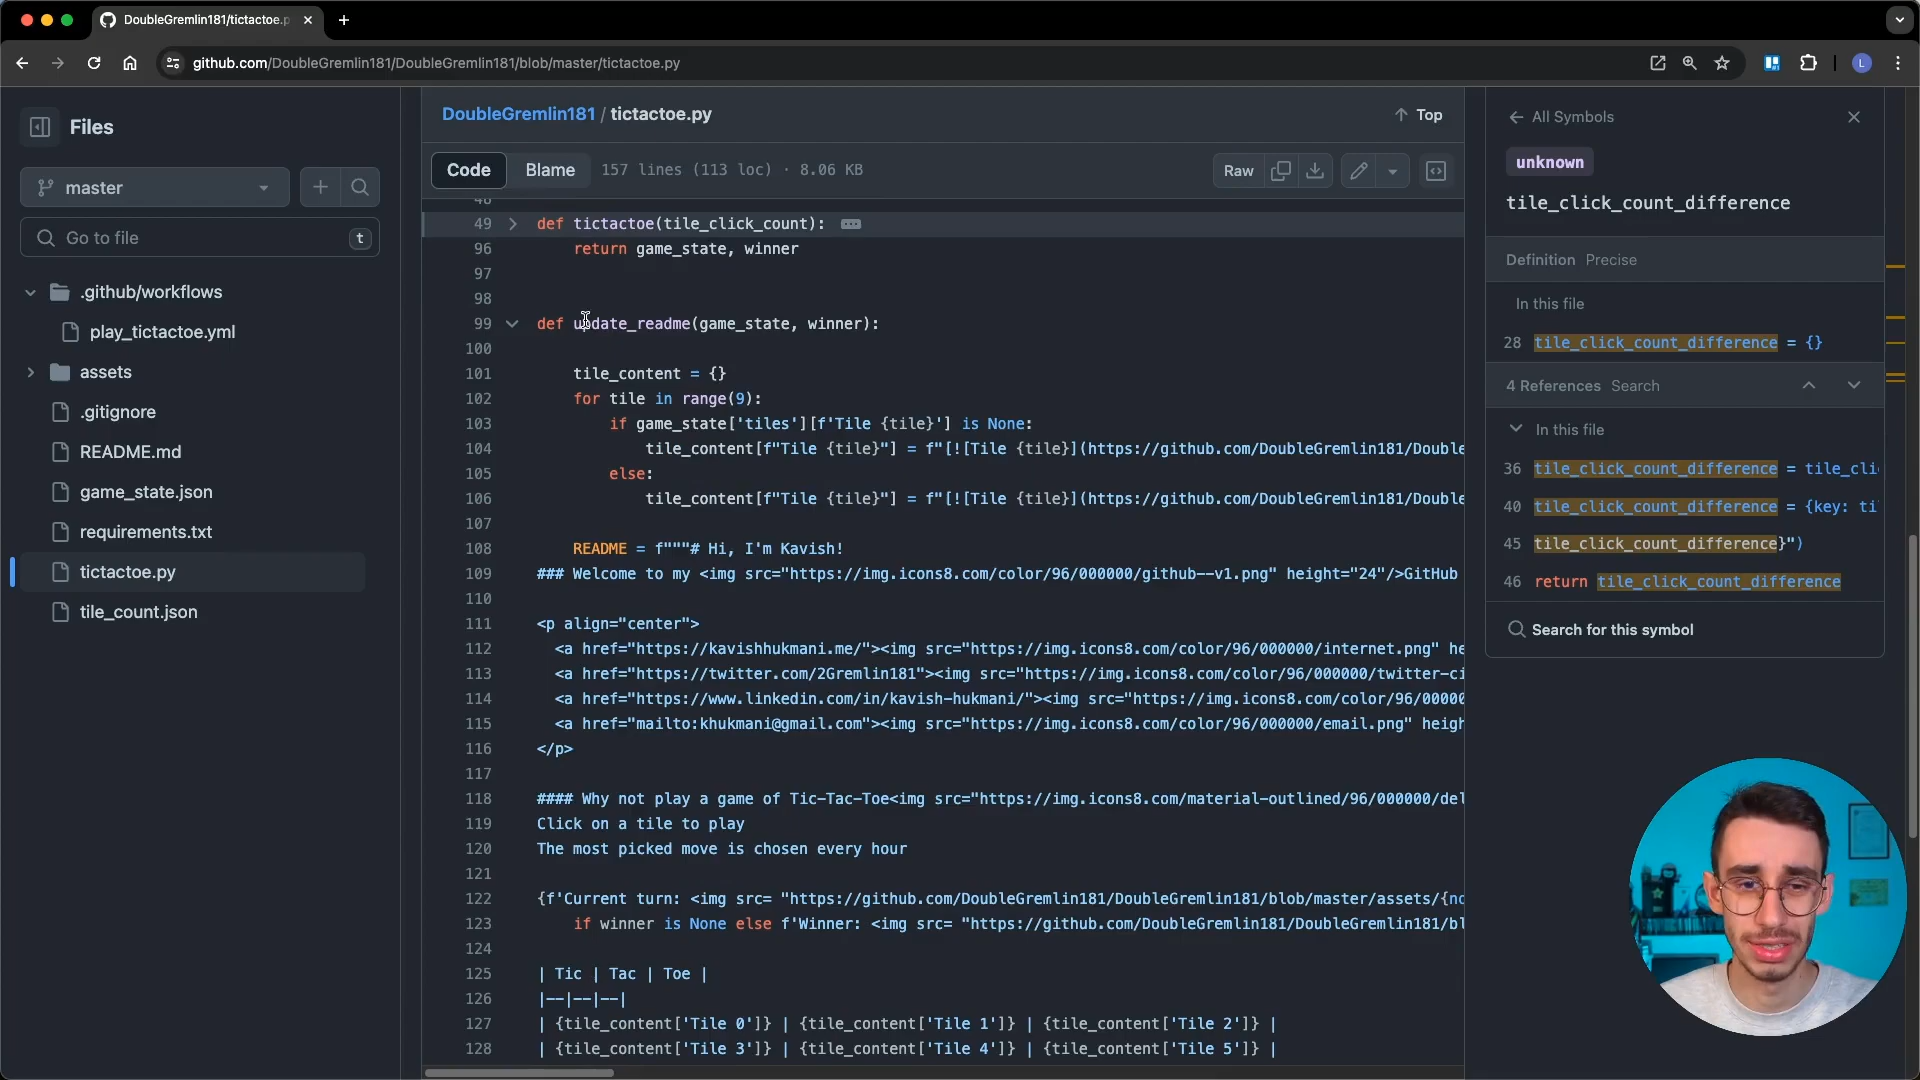 DoubleGremlin181/tictactoe.p
github.com/DoubleGremlin181/DoubleGremlin181/blob/master/tictactoe.py
L
Files
master
Go to file
t
.github/workflows
play_tictactoe.yml
assets
.gitignore
README.md
game_state.json
requirements.txt
tictactoe.py
tile_count.json
DoubleGremlin181 / tictactoe.py
Top
Code Blame 157 lines (113 loc) · 8.06 KB
Raw
48
49 def tictactoe(tile_click_count): ...
96 return game_state, winner
97
98
99 def update_readme(game_state, winner):
100
101 tile_content = {}
102 for tile in range(9):
103 if game_state['tiles'][f'Tile {tile}'] is None:
104 tile_content[f"Tile {tile}"] = f"[![Tile {tile}](https://github.com/DoubleGremlin181/Double
105 else:
106 tile_content[f"Tile {tile}"] = f"[![Tile {tile}](https://github.com/DoubleGremlin181/Double
107
108 README = f"""# Hi, I'm Kavish!
109 ### Welcome to my <img src="https://img.icons8.com/color/96/000000/github--v1.png" height="24"/>GitHub
110
111 <p align="center">
112 <a href="https://kavishhukmani.me/"><img src="https://img.icons8.com/color/96/000000/internet.png" he
113 <a href="https://twitter.com/2Gremlin181"><img src="https://img.icons8.com/color/96/000000/twitter-ci
114 <a href="https://www.linkedin.com/in/kavish-hukmani/"><img src="https://img.icons8.com/color/96/00000
115 <a href="mailto:khukmani@gmail.com"><img src="https://img.icons8.com/color/96/000000/email.png" heigh
116 </p>
117
118 #### Why not play a game of Tic-Tac-Toe<img src="https://img.icons8.com/material-outlined/96/000000/del
119 Click on a tile to play
120 The most picked move is chosen every hour
121
122 {f'Current turn: <img src= "https://github.com/DoubleGremlin181/DoubleGremlin181/blob/master/assets/{no
123 if winner is None else f'Winner: <img src= "https://github.com/DoubleGremlin181/DoubleGremlin181/bl
124
125 | Tic | Tac | Toe |
126 |--|--|--|
127 | {tile_content['Tile 0']} | {tile_content['Tile 1']} | {tile_content['Tile 2']} |
128 | {tile_content['Tile 3']} | {tile_content['Tile 4']} | {tile_content['Tile 5']} |
All Symbols
unknown
tile_click_count_difference
Definition Precise
In this file
28 tile_click_count_difference = {}
4 References Search
In this file
36 tile_click_count_difference = tile_cli
40 tile_click_count_difference = {key: ti
45 tile_click_count_difference}")
46 return tile_click_count_difference
Search for this symbol